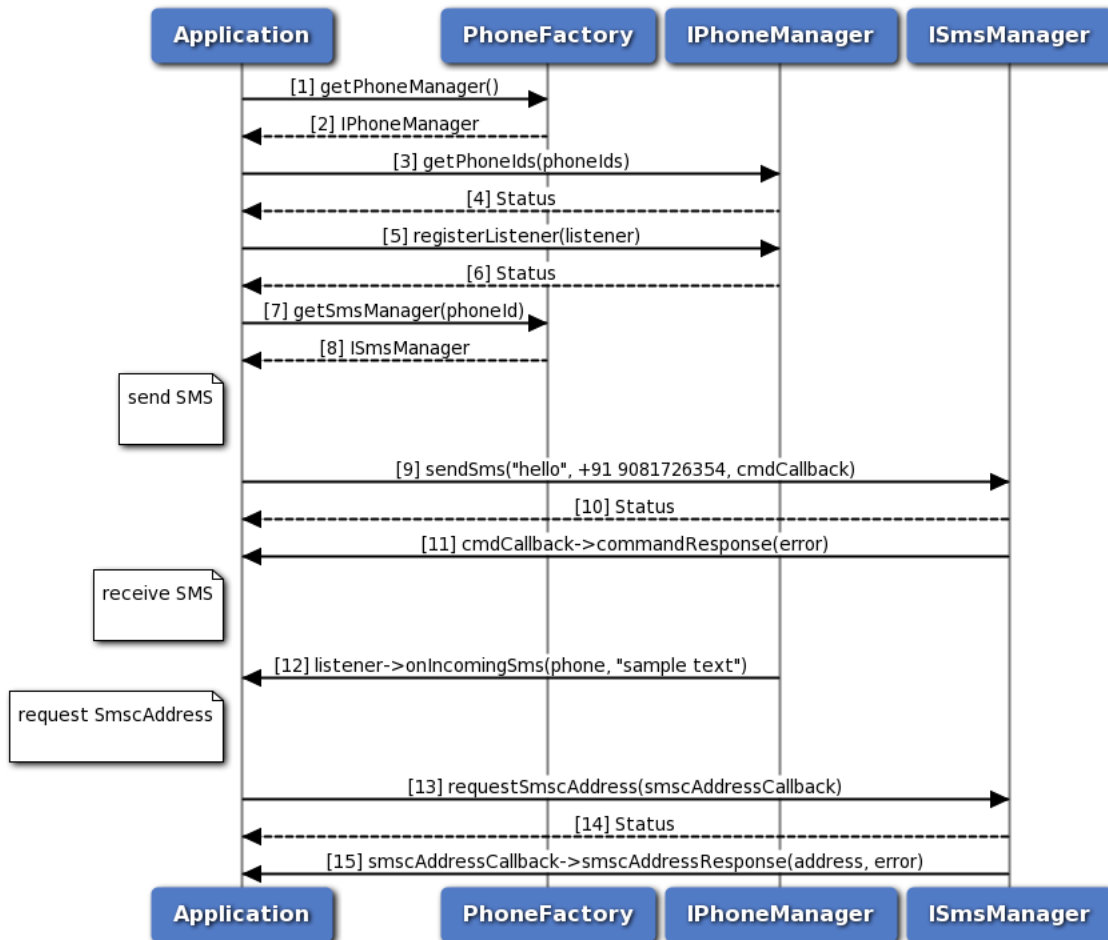 Application PhoneFactory IPhoneManager ISmsManager
[1] getPhoneManager()
[2] IPhoneManager
[3] getPhoneIds(phoneIds)
[4] Status
[5] registerListener(listener)
[6] Status
[7] getSmsManager(phoneId)
[8] ISmsManager
send SMS
[9] sendSms("hello", +91 9081726354, cmdCallback)
[10] Status
[11] cmdCallback->commandResponse(error)
receive SMS
[12] listener->onIncomingSms(phone, "sample text")
request SmscAddress
[13] requestSmscAddress(smscAddressCallback)
[14] Status
[15] smscAddressCallback->smscAddressResponse(address, error)
Application PhoneFactory IPhoneManager ISmsManager